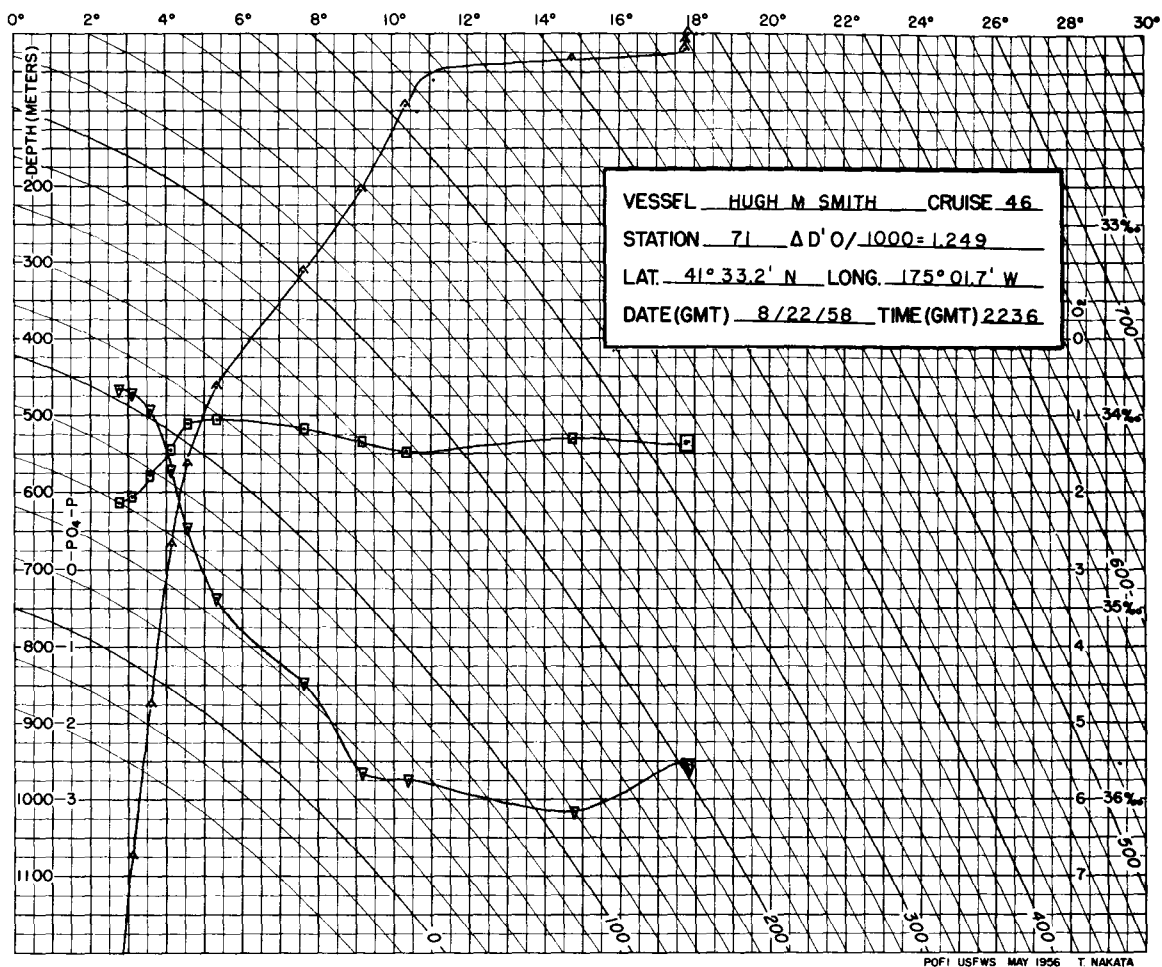 0° 2° 4° 6° 8° 10° 12° 14° 16° 18° 20° 22° 24° 26° 28° 30°
DEPTH (METERS)
200
300
400
500
600
700
800
900
1000
1100
O-PO₄-P
0
1
2
3
VESSEL HUGH M SMITH CRUISE 46
STATION 71 ΔD'O/1000=1.249
LAT. 41° 33.2' N LONG. 175° 01.7' W
DATE (GMT) 8/22/58 TIME (GMT) 2236
O₂
0
1
2
3
4
5
6
7
33‰
34‰
35‰
36‰
700
600
500
0 100 200 300 400
POFI USFWS MAY 1956 T. NAKATA